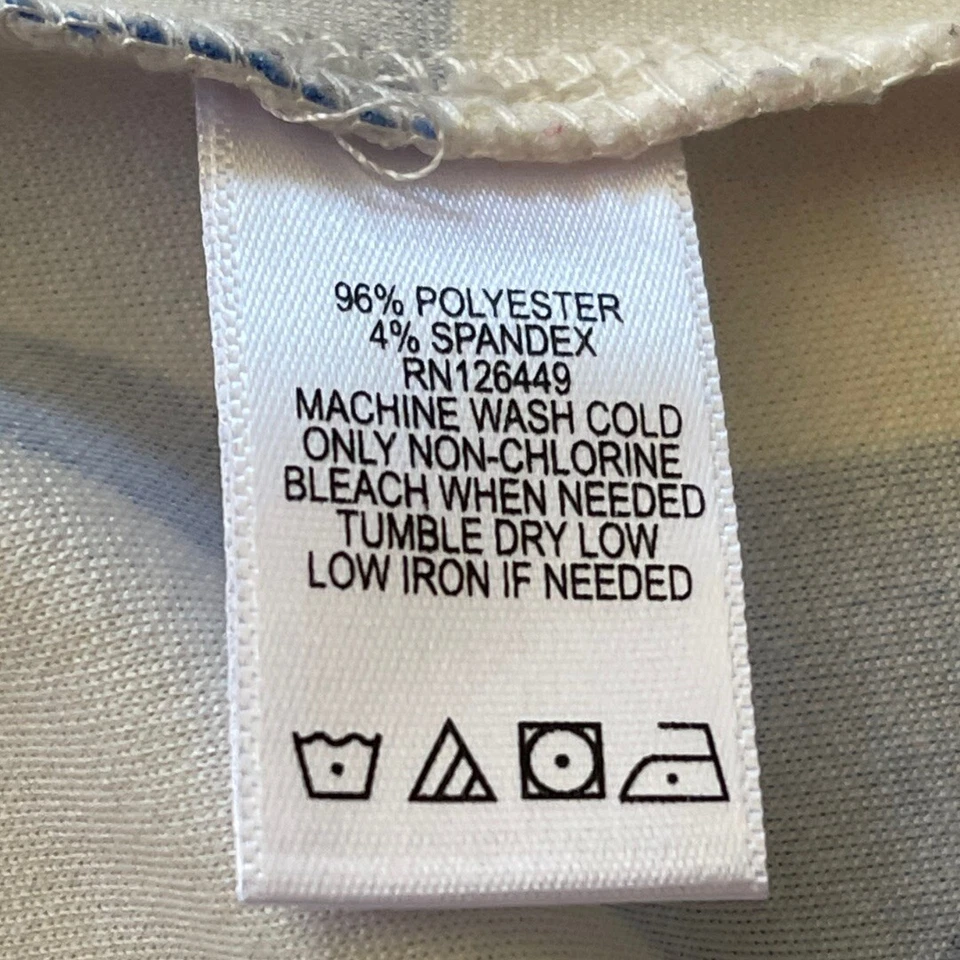 96% POLYESTER
4% SPANDEX
RN126449
MACHINE WASH COLD
ONLY NON-CHLORINE
BLEACH WHEN NEEDED
TUMBLE DRY LOW
LOW IRON IF NEEDED